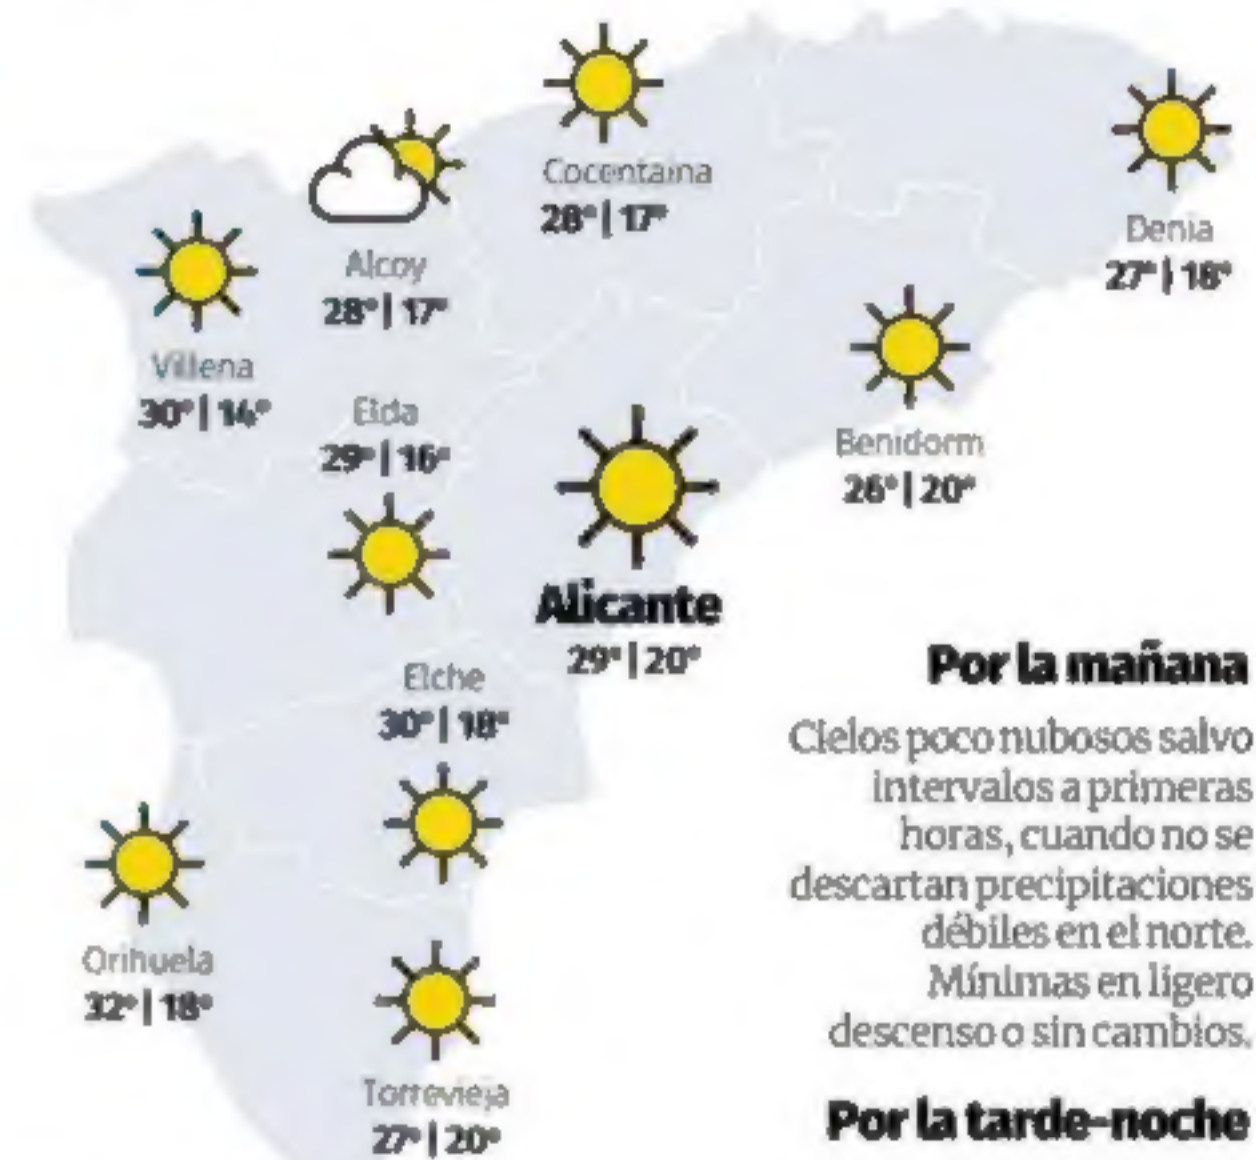 Cocentaina
28° | 17°
Denia
27° | 18°
Alcoy
28° | 17°
Villena
30° | 14°
Elda
29° | 16°
Benidorm
26° | 20°
Alicante
29° | 20°
Elche
30° | 18°
Orihuela
32° | 18°
Torrevieja
27° | 20°
Por la mañana
Cielos poco nubosos salvo
intervalos a primeras
horas, cuando no se
descartan precipitaciones
débiles en el norte.
Mínimas en ligero
descenso o sin cambios.
Por la tarde-noche